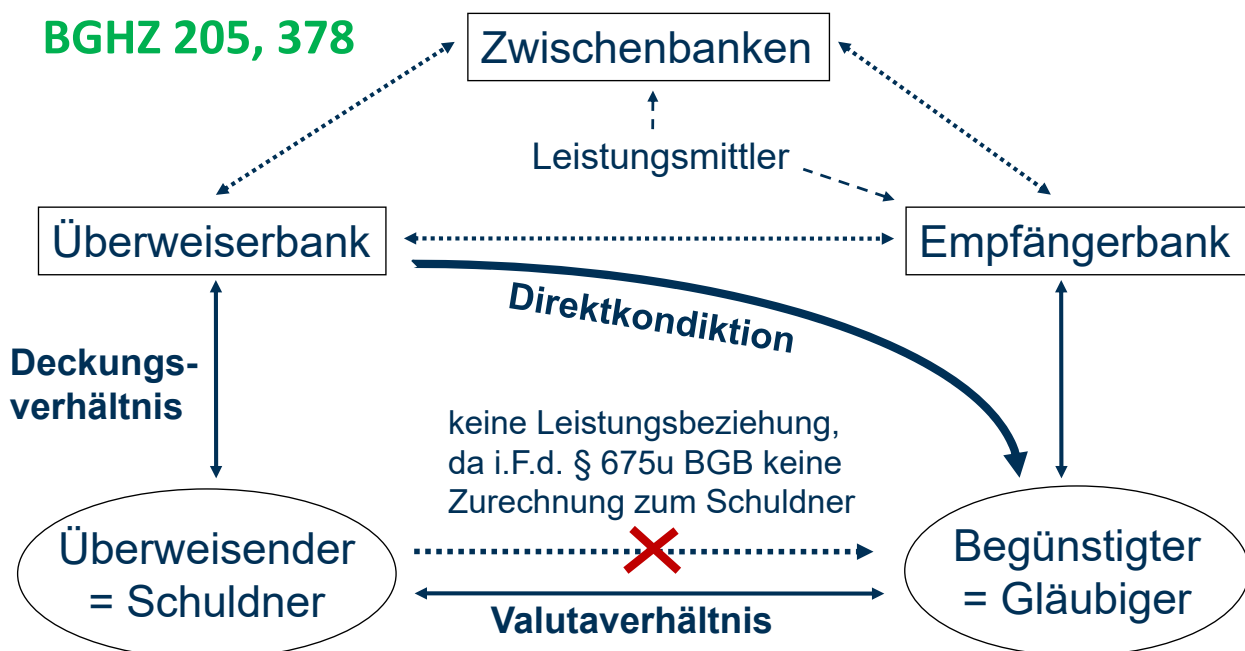 BGHZ 205, 378
Zwischenbanken
Leistungsmittler
Überweiserbank
Empfängerbank
Direktkondiktion
Deckungs-
verhältnis
keine Leistungsbeziehung,
da i.F.d. § 675u BGB keine
Zurechnung zum Schuldner
Überweisender
= Schuldner
Begünstigter
= Gläubiger
Valutaverhältnis